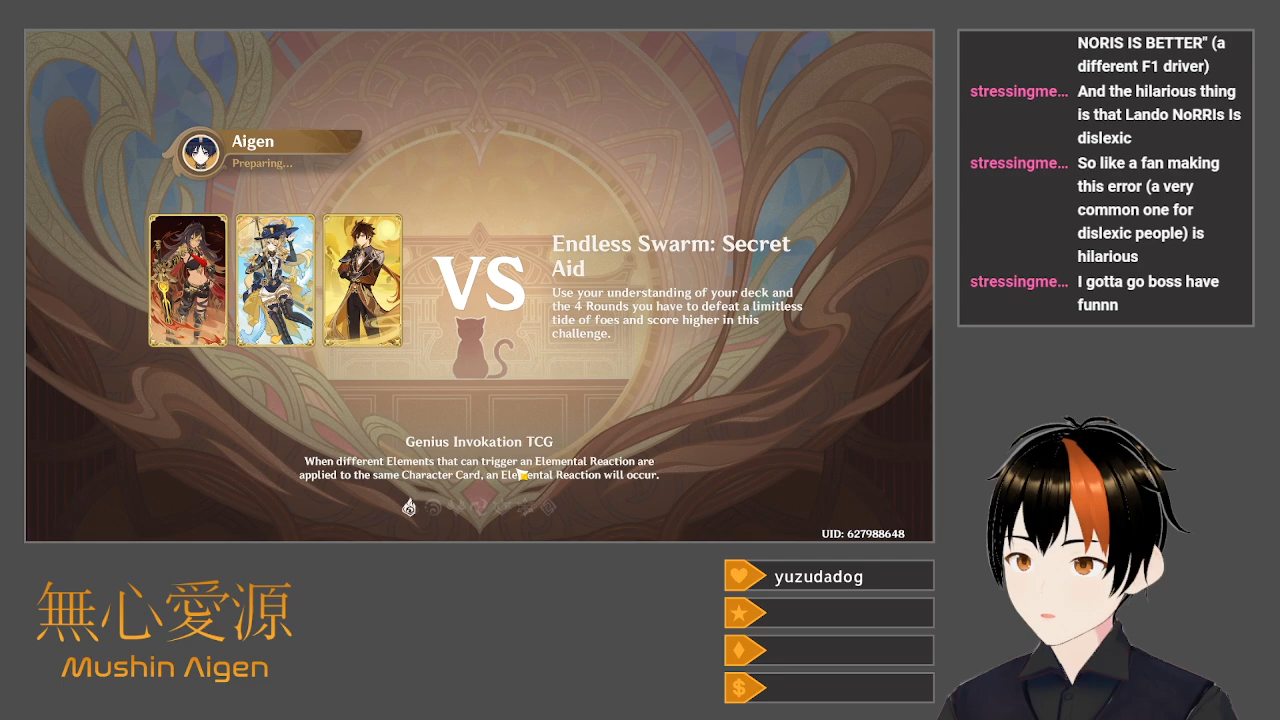 Aigen
Preparing...
VS
Endless Swarm: Secret
Aid
Use your understanding of your deck and
the 4 Rounds you have to defeat a limitless
tide of foes and score higher in this
challenge.
Genius Invokation TCG
When different Elements that can trigger an Elemental Reaction are
applied to the same Character Card, an Elemental Reaction will occur.
UID: 627988648
NORIS IS BETTER" (a
different F1 driver)
stressingme... And the hilarious thing
is that Lando NoRRIs Is
dislexic
stressingme... So like a fan making
this error (a very
common one for
dislexic people) is
hilarious
stressingme... I gotta go boss have
funnn
無心愛源
Mushin Aigen
yuzudadog
$